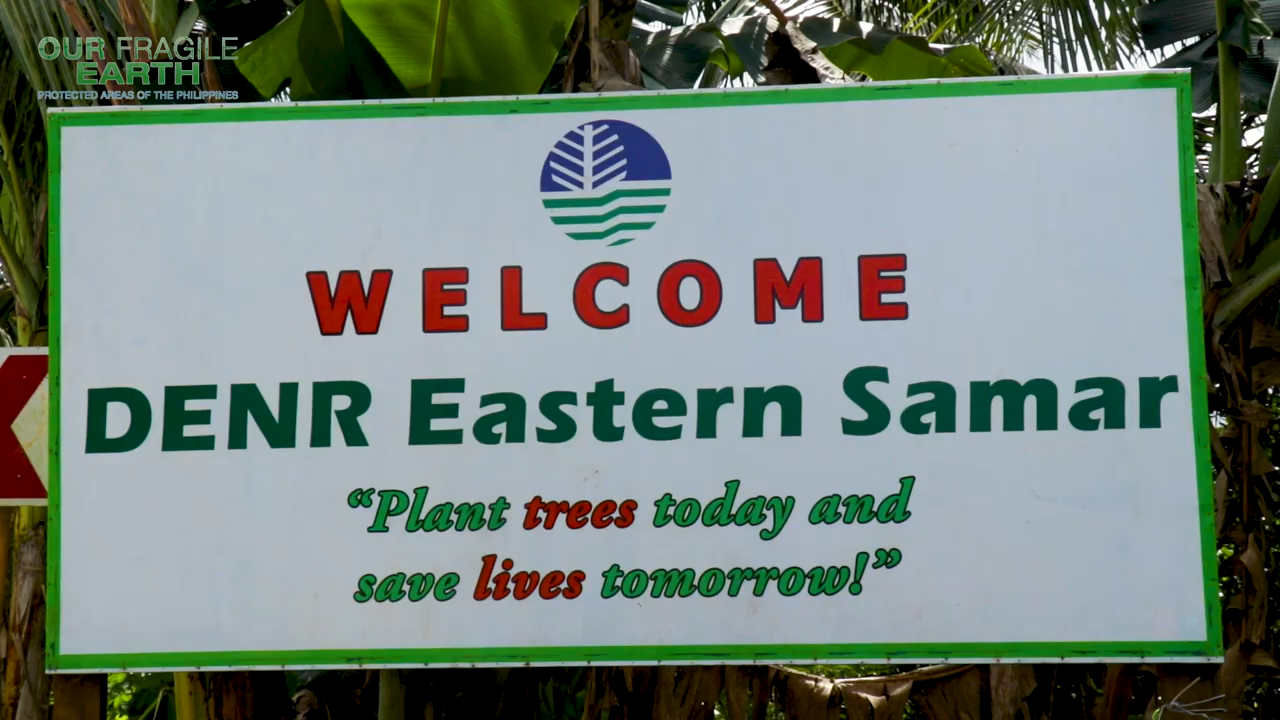 OUR FRAGILE
EARTH
PROTECTED AREAS OF THE PHILIPPINES
WELCOME
DENR Eastern Samar
“Plant trees today and
save lives tomorrow!”